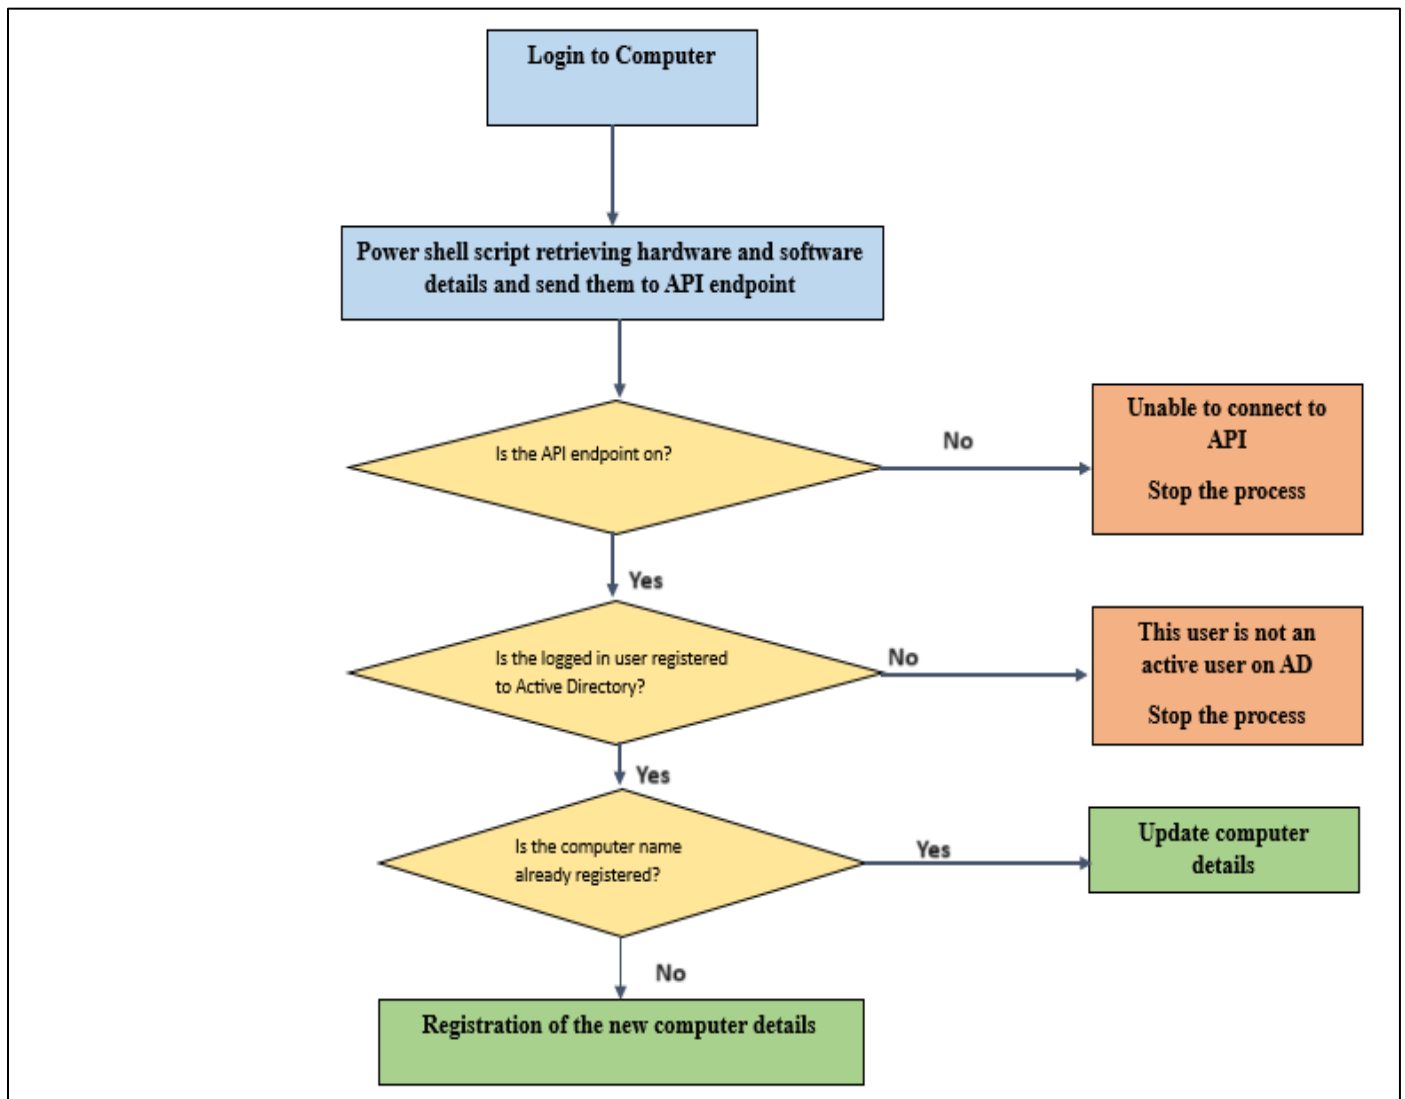 Login to Computer
Power shell script retrieving hardware and software
details and send them to API endpoint
Is the API endpoint on?
No
Unable to connect to
API
Stop the process
Yes
Is the logged in user registered
to Active Directory?
No
This user is not an
active user on AD
Stop the process
Yes
Is the computer name
already registered?
Yes
Update computer
details
No
Registration of the new computer details